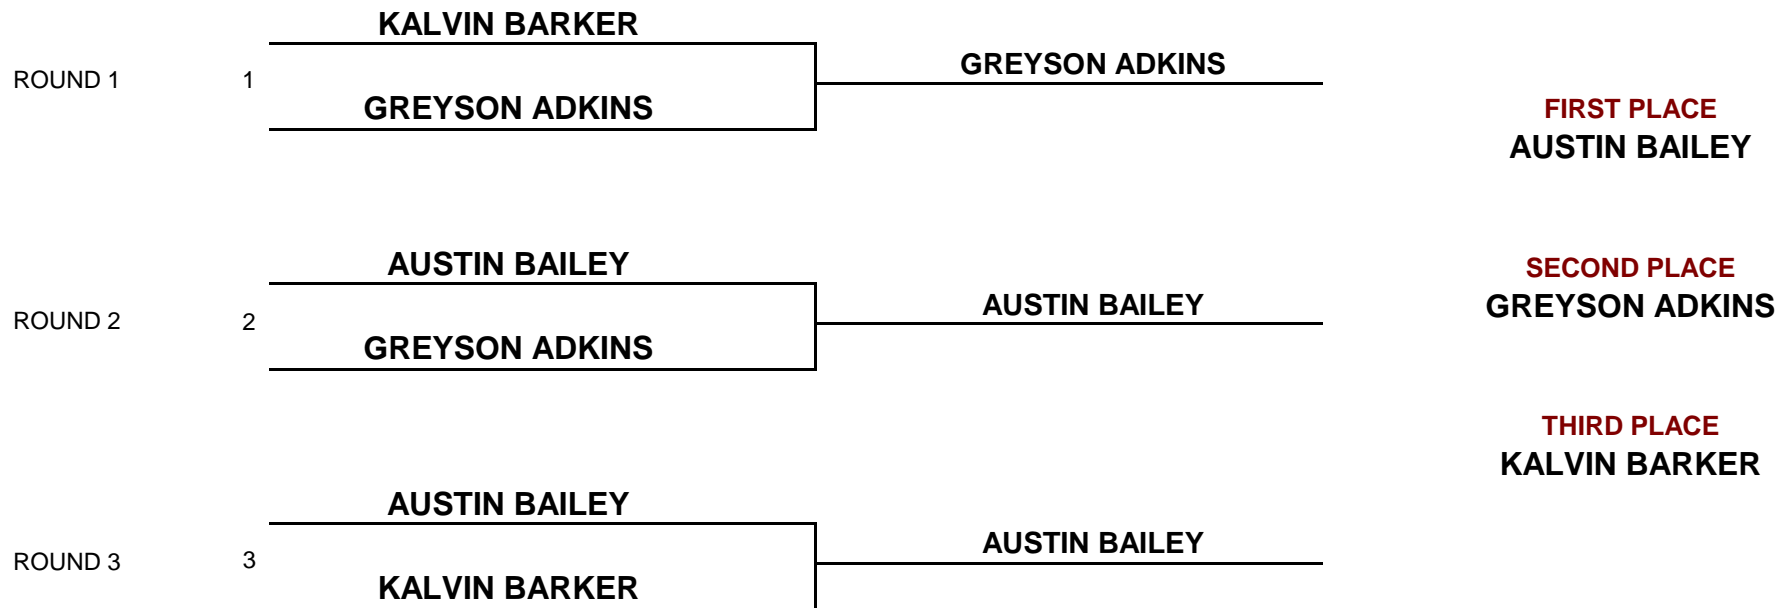 KALVIN BARKER
ROUND 1 1 GREYSON ADKINS
GREYSON ADKINS
FIRST PLACE
AUSTIN BAILEY
AUSTIN BAILEY
ROUND 2 2 AUSTIN BAILEY
GREYSON ADKINS
SECOND PLACE
GREYSON ADKINS
THIRD PLACE
KALVIN BARKER
AUSTIN BAILEY
ROUND 3 3 AUSTIN BAILEY
KALVIN BARKER